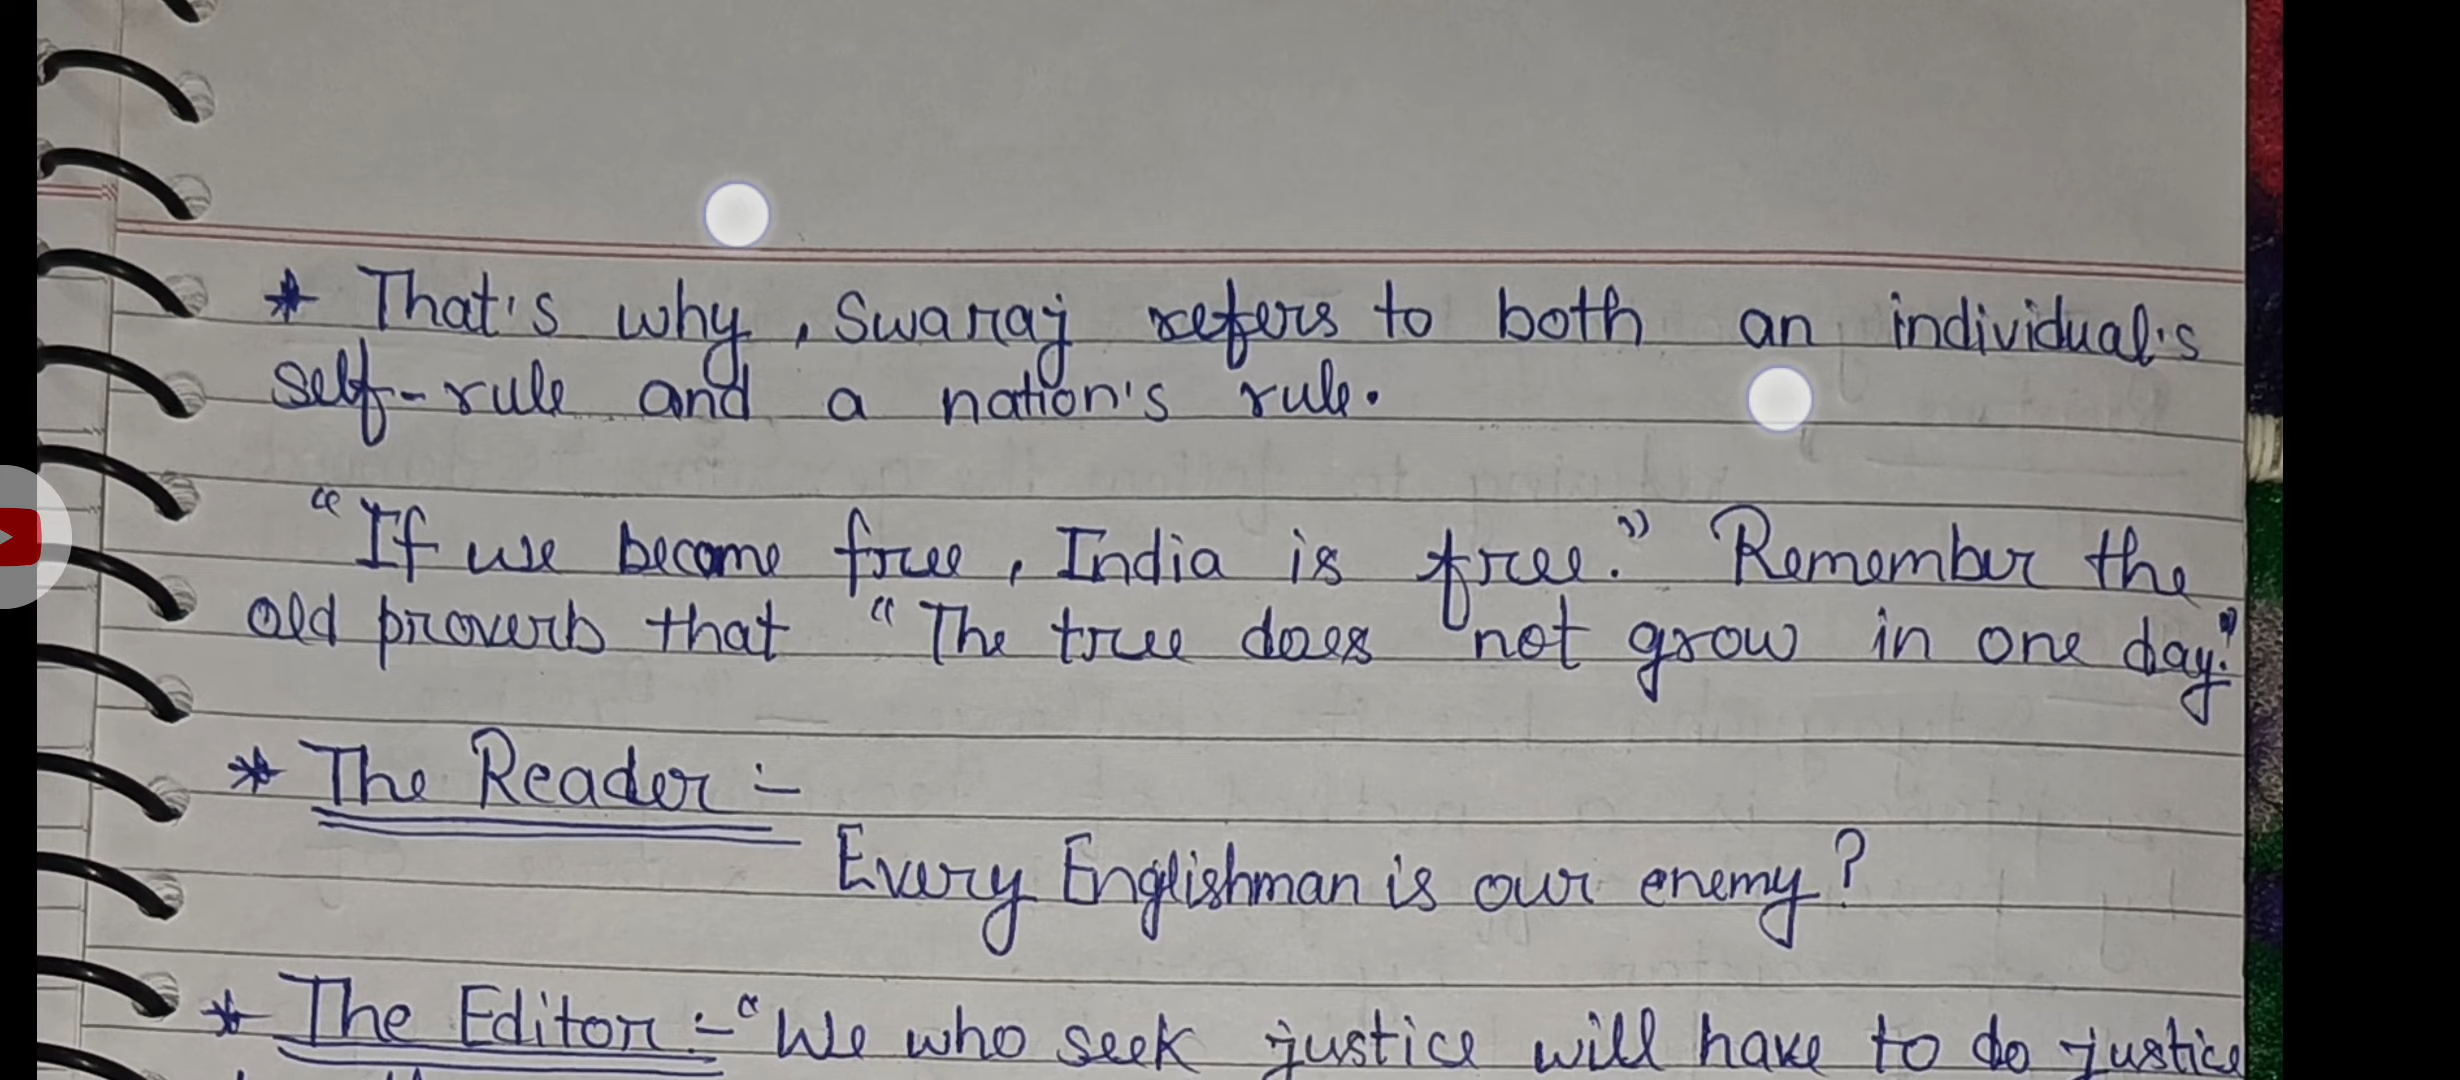 * That's why, Swaraj refers to both an individual's
self-rule and a nation's rule.
"If we become free, India is free." Remember the
old proverb that "The tree does not grow in one day."
* The Reader :-
Every Englishman is our enemy?
* The Editor :- "We who seek justice will have to do justice